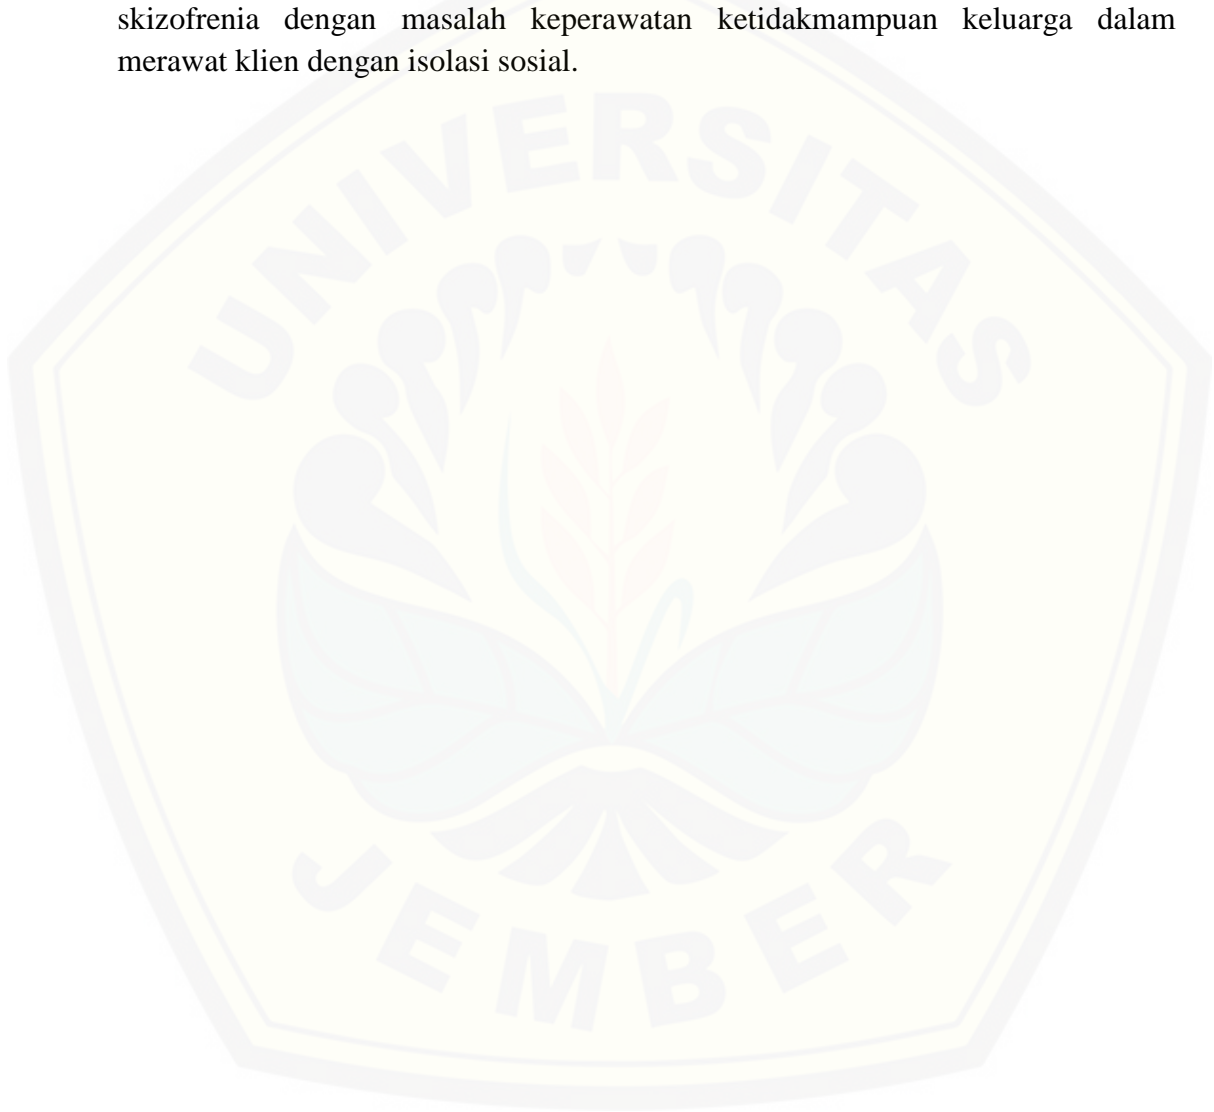 skizofrenia dengan masalah keperawatan ketidakmampuan keluarga dalam
merawat klien dengan isolasi sosial.
UNIVERSITAS
JEMBER